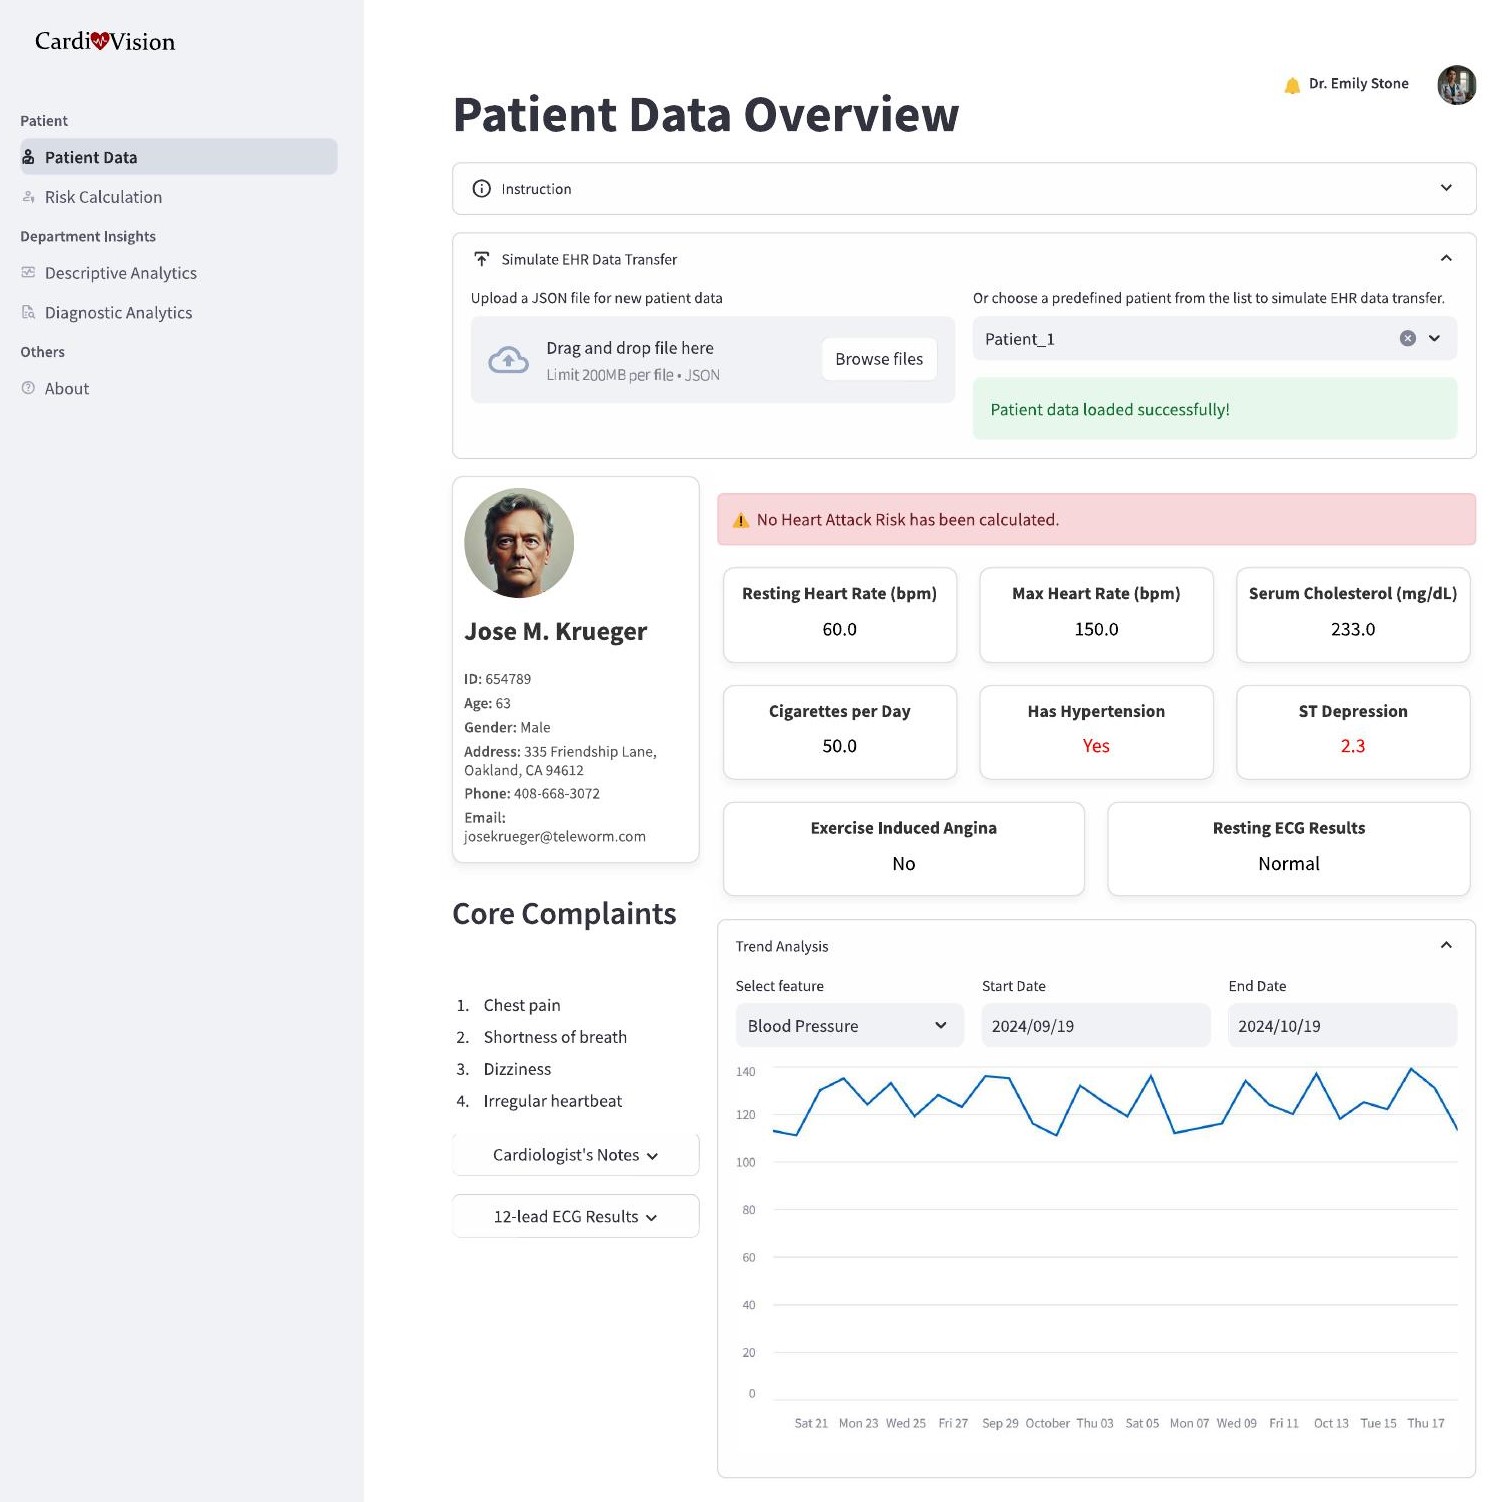 Cardi Vision
Dr. Emily Stone
Patient Data Overview
Patient
Patient Data
Risk Calculation
Department Insights
Descriptive Analytics
Diagnostic Analytics
Others
About
Instruction
Simulate EHR Data Transfer
Upload a JSON file for new patient data
Drag and drop file here
Limit 200MB per file • JSON
Browse files
Or choose a predefined patient from the list to simulate EHR data transfer.
Patient_1
Patient data loaded successfully!
Jose M. Krueger
ID: 654789
Age: 63
Gender: Male
Address: 335 Friendship Lane,
Oakland, CA 94612
Phone: 408-668-3072
Email:
josekrueger@teleworm.com
Core Complaints
1. Chest pain
2. Shortness of breath
3. Dizziness
4. Irregular heartbeat
Cardiologist's Notes
12-lead ECG Results
No Heart Attack Risk has been calculated.
Resting Heart Rate (bpm)
60.0
Max Heart Rate (bpm)
150.0
Serum Cholesterol (mg/dL)
233.0
Cigarettes per Day
50.0
Has Hypertension
Yes
ST Depression
2.3
Exercise Induced Angina
No
Resting ECG Results
Normal
Trend Analysis
Select feature
Blood Pressure
Start Date
2024/09/19
End Date
2024/10/19
140
120
100
80
60
40
20
0
Sat 21 Mon 23 Wed 25 Fri 27 Sep 29 October Thu 03 Sat 05 Mon 07 Wed 09 Fri 11 Oct 13 Tue 15 Thu 17